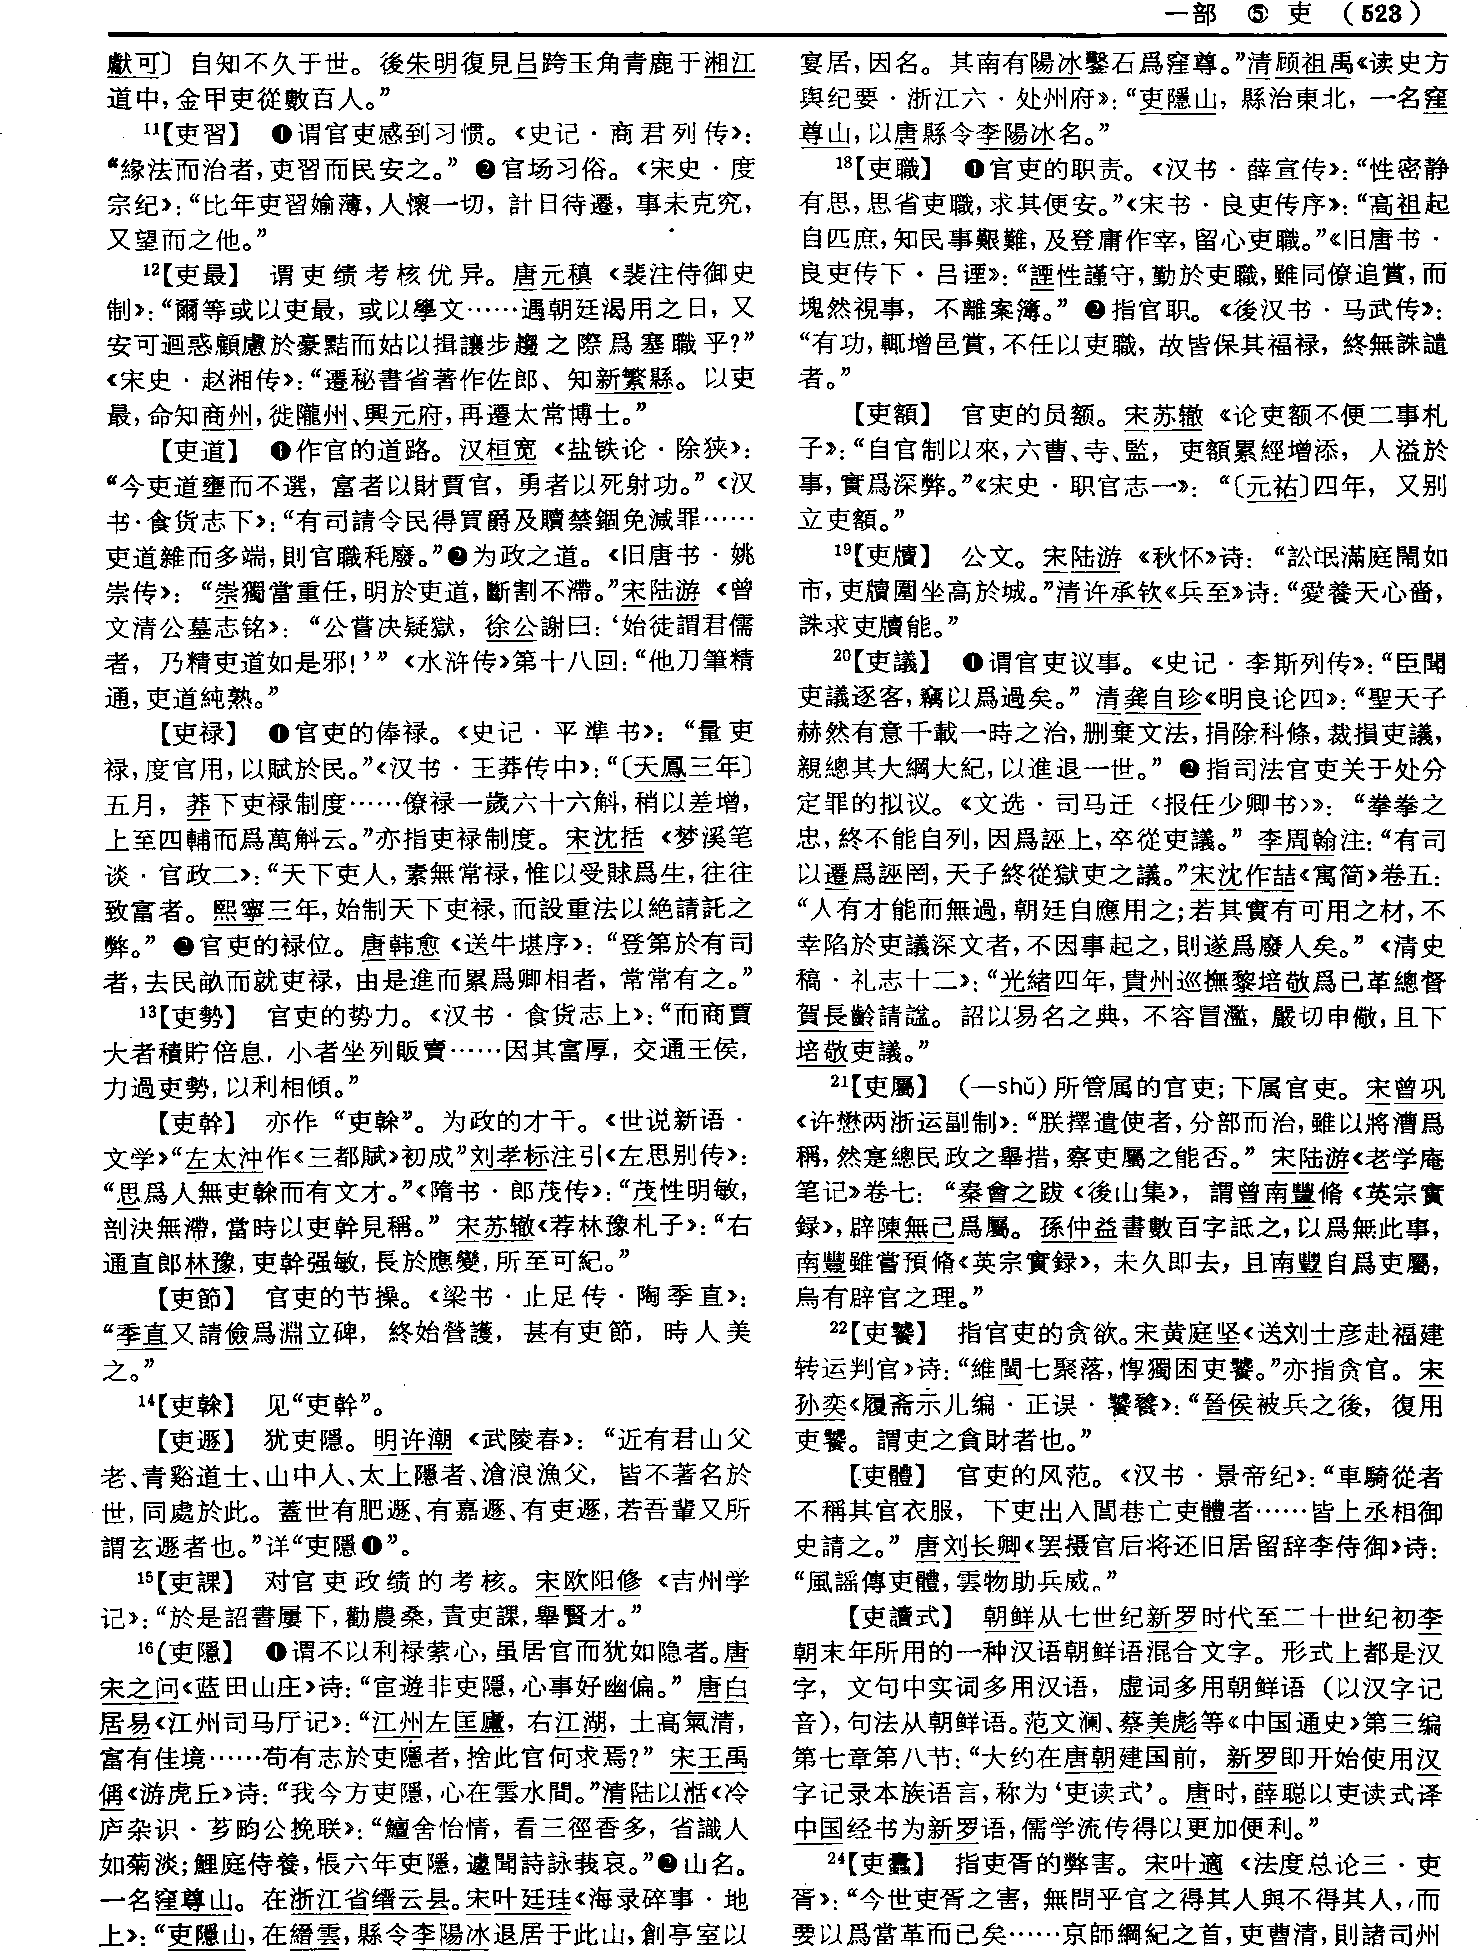 一部 ⑤ 吏 （523）
獻可〕自知不久于世。後朱明復見吕跨玉角青鹿于湘江
道中，金甲吏從數百人。”
11【吏習】 ❶谓官吏感到习惯。《史记·商君列传》：
“緣法而治者，吏習而民安之。” ❷官场习俗。《宋史·度
宗纪》：“比年吏習媮薄，人懷一切，計日待遷，事未克究，
又望而之他。”
12【吏最】 谓吏绩考核优异。唐元稹《裴注侍御史
制》：“爾等或以吏最，或以學文……遇朝廷渴用之日，又
安可迴惑顧慮於豪黠而姑以揖讓步趨之際爲塞職乎？”
《宋史·赵湘传》：“遷秘書省著作佐郎、知新繁縣。以吏
最，命知商州，徙隴州、興元府，再遷太常博士。”
【吏道】 ❶作官的道路。汉桓宽《盐铁论·除狭》：
“今吏道壅而不選，富者以財賈官，勇者以死射功。”《汉
书·食货志下》：“有司請令民得買爵及贖禁錮免減罪……
吏道雜而多端，則官職耗廢。”❷为政之道。《旧唐书·姚
崇传》：“崇獨當重任，明於吏道，斷割不滯。”宋陆游《曾
文清公墓志铭》：“公嘗决疑獄，徐公謝曰：‘始徒謂君儒
者，乃精吏道如是邪！’”《水浒传》第十八回：“他刀筆精
通，吏道純熟。”
【吏禄】 ❶官吏的俸禄。《史记·平準书》：“量吏
禄，度官用，以賦於民。”《汉书·王莽传中》：“〔天鳳三年〕
五月，莽下吏禄制度……僚禄一歲六十六斛，稍以差增，
上至四輔而爲萬斛云。”亦指吏禄制度。宋沈括《梦溪笔
谈·官政二》：“天下吏人，素無常禄，惟以受賕爲生，往往
致富者。熙寧三年，始制天下吏禄，而設重法以絶請託之
弊。” ❷官吏的禄位。唐韩愈《送牛堪序》：“登第於有司
者，去民畝而就吏禄，由是進而累爲卿相者，常常有之。”
13【吏勢】 官吏的势力。《汉书·食货志上》：“而商賈
大者積貯倍息，小者坐列販賣……因其富厚，交通王侯，
力過吏勢，以利相傾。”
【吏幹】 亦作“吏榦”。为政的才干。《世说新语·
文学》“左太沖作《三都賦》初成”刘孝标注引《左思别传》：
“思爲人無吏榦而有文才。”《隋书·郎茂传》：“茂性明敏，
剖決無滯，當時以吏幹見稱。” 宋苏辙《荐林豫札子》：“右
通直郎林豫，吏幹强敏，長於應變，所至可紀。”
【吏節】 官吏的节操。《梁书·止足传·陶季直》：
“季直又請儉爲淵立碑，終始營護，甚有吏節，時人美
之。”
14【吏榦】 见“吏幹”。
【吏遯】 犹吏隱。明许潮《武陵春》：“近有君山父
老、青谿道士、山中人、太上隱者、滄浪漁父，皆不著名於
世，同處於此。蓋世有肥遯、有嘉遯、有吏遯，若吾輩又所
謂玄遯者也。”详“吏隱❶”。
15【吏課】 对官吏政绩的考核。宋欧阳修《吉州学
记》：“於是詔書屢下，勸農桑，責吏課，舉賢才。”
16〔吏隱】 ❶谓不以利禄萦心，虽居官而犹如隐者。唐
宋之问《蓝田山庄》诗：“宦遊非吏隱，心事好幽偏。” 唐白
居易《江州司马厅记》：“江州左匡廬，右江湖，土高氣清，
富有佳境……苟有志於吏隱者，捨此官何求焉？” 宋王禹
偁《游虎丘》诗：“我今方吏隱，心在雲水間。”清陆以湉《冷
庐杂识·芗畇公挽联》：“鱣舍怡情，看三徑香多，省識人
如菊淡；鯉庭侍養，悵六年吏隱，遽聞詩詠莪哀。”❷山名。
一名窪尊山。在浙江省缙云县。宋叶廷珪《海录碎事·地
上》：“吏隱山，在縉雲，縣令李陽冰退居于此山，創亭室以
宴居，因名。其南有陽冰鑿石爲窪尊。”清顾祖禹《读史方
舆纪要·浙江六·处州府》：“吏隱山，縣治東北，一名窪
尊山，以唐縣令李陽冰名。”
18【吏職】 ❶官吏的职责。《汉书·薛宣传》：“性密静
有思，思省吏職，求其便安。”《宋书·良吏传序》：“高祖起
自匹庶，知民事艱難，及登庸作宰，留心吏職。”《旧唐书·
良吏传下·吕諲》：“諲性謹守，勤於吏職，雖同僚追賞，而
塊然視事，不離案簿。” ❷指官职。《後汉书·马武传》：
“有功，輒增邑賞，不任以吏職，故皆保其福禄，終無誅譴
者。”
【吏額】 官吏的员额。宋苏辙《论吏额不便二事札
子》：“自官制以來，六曹、寺、監，吏額累經增添，人溢於
事，實爲深弊。”《宋史·职官志一》：“〔元祐〕四年，又别
立吏額。”
19【吏牘】 公文。宋陆游《秋怀》诗：“訟氓滿庭鬧如
市，吏牘圍坐高於城。”清许承钦《兵至》诗：“愛養天心嗇，
誅求吏牘能。”
20【吏議】 ❶谓官吏议事。《史记·李斯列传》：“臣聞
吏議逐客，竊以爲過矣。” 清龚自珍《明良论四》：“聖天子
赫然有意千載一時之治，删棄文法，捐除科條，裁損吏議，
親總其大綱大紀，以進退一世。” ❷指司法官吏关于处分
定罪的拟议。《文选·司马迁〈报任少卿书〉》：“拳拳之
忠，終不能自列，因爲誣上，卒從吏議。” 李周翰注：“有司
以遷爲誣罔，天子終從獄吏之議。”宋沈作喆《寓简》卷五：
“人有才能而無過，朝廷自應用之；若其實有可用之材，不
幸陷於吏議深文者，不因事起之，則遂爲廢人矣。”《清史
稿·礼志十二》：“光緒四年，貴州巡撫黎培敬爲已革總督
賀長齡請諡。詔以易名之典，不容冒濫，嚴切申儆，且下
培敬吏議。”
21【吏屬】 （—shǔ）所管属的官吏；下属官吏。宋曾巩
《许懋两浙运副制》：“朕擇遣使者，分部而治，雖以將漕爲
稱，然寔總民政之舉措，察吏屬之能否。” 宋陆游《老学庵
笔记》卷七：“秦會之跋《後山集》，謂曾南豐脩《英宗實
録》，辟陳無己爲屬。孫仲益書數百字詆之，以爲無此事，
南豐雖嘗預脩《英宗實録》，未久即去，且南豐自爲吏屬，
烏有辟官之理。”
22【吏饕】 指官吏的贪欲。宋黄庭坚《送刘士彦赴福建
转运判官》诗：“維閩七聚落，惸獨困吏饕。”亦指贪官。宋
孙奕《履斋示儿编·正误·饕餮》：“晉侯被兵之後，復用
吏饕。謂吏之貪財者也。”
【吏體】 官吏的风范。《汉书·景帝纪》：“車騎從者
不稱其官衣服，下吏出入閭巷亡吏體者……皆上丞相御
史請之。” 唐刘长卿《罢摄官后将还旧居留辞李侍御》诗：
“風謡傳吏體，雲物助兵威。”
【吏讀式】 朝鲜从七世纪新罗时代至二十世纪初李
朝末年所用的一种汉语朝鲜语混合文字。形式上都是汉
字，文句中实词多用汉语，虚词多用朝鲜语（以汉字记
音），句法从朝鲜语。范文澜、蔡美彪等《中国通史》第三编
第七章第八节：“大约在唐朝建国前，新罗即开始使用汉
字记录本族语言，称为‘吏读式’。唐时，薛聪以吏读式译
中国经书为新罗语，儒学流传得以更加便利。”
24【吏蠹】 指吏胥的弊害。宋叶適《法度总论三·吏
胥》：“今世吏胥之害，無問乎官之得其人與不得其人，而
要以爲當革而已矣……京師綱紀之首，吏曹清，則諸司州